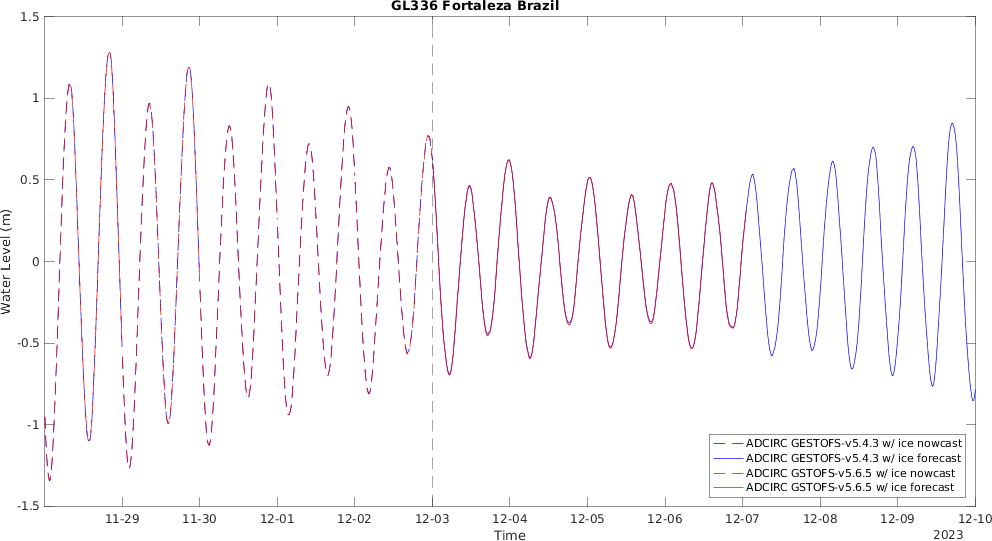 GL336 Fortaleza Brazil
1.5
1
0.5
0
-0.5
-1
-1.5
Water Level (m)
ADCIRC GESTOFS-v5.4.3 w/ ice nowcast
ADCIRC GESTOFS-v5.4.3 w/ ice forecast
ADCIRC GSTOFS-v5.6.5 w/ ice nowcast
ADCIRC GSTOFS-v5.6.5 w/ ice forecast
11-29 11-30 12-01 12-02 12-03 12-04 12-05 12-06 12-07 12-08 12-09 12-10
Time
2023